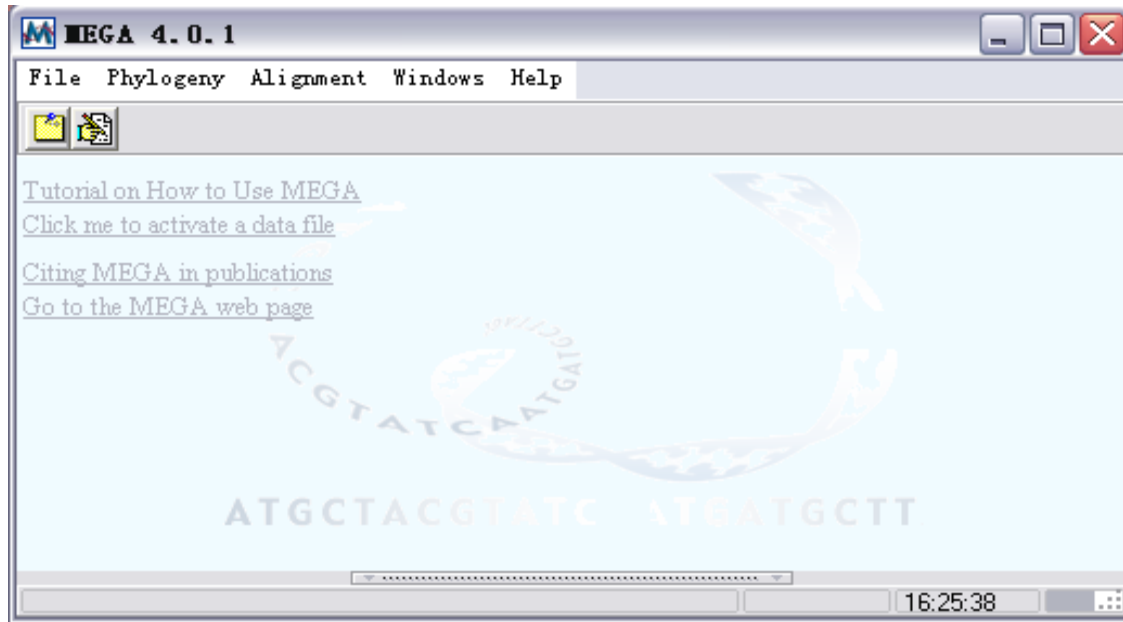 MEGA 4.0.1
File Phylogeny Alignment Windows Help
Tutorial on How to Use MEGA
Click me to activate a data file
Citing MEGA in publications
Go to the MEGA web page
ACGTATCAATGATGC
ATGCTACGTATC ATGATGCTT
16:25:38